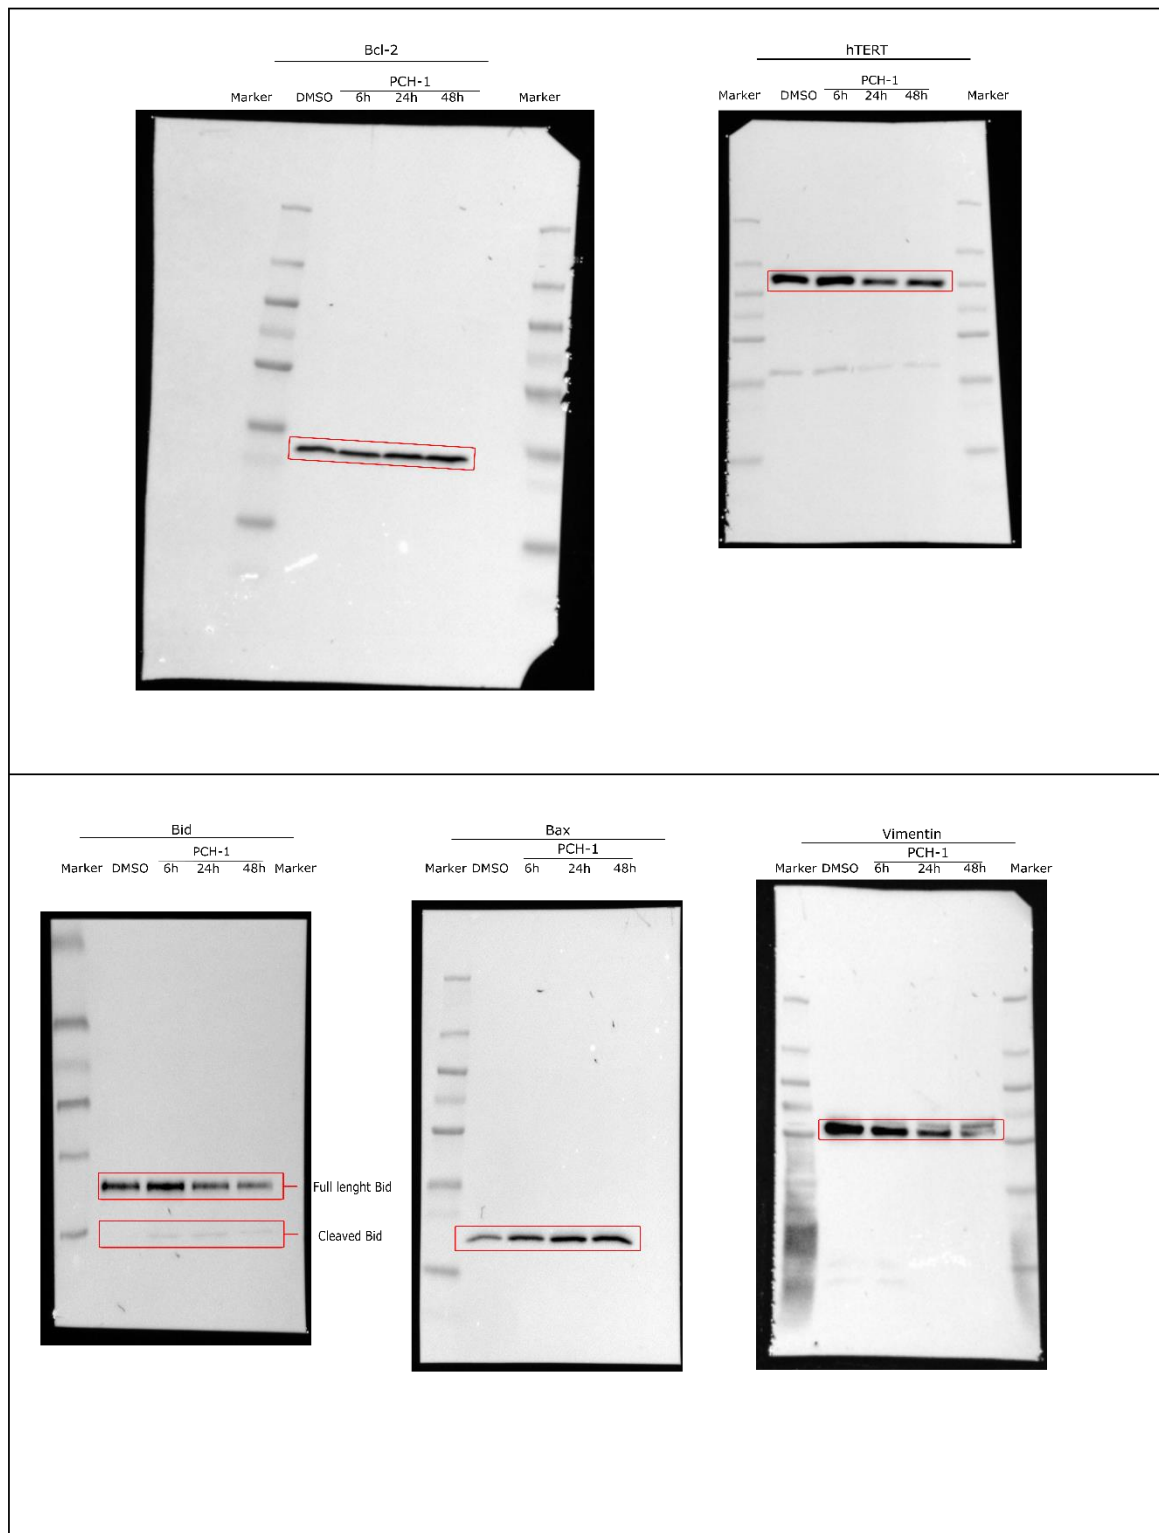 Bcl-2
PCH-1
Marker DMSO 6h 24h 48h Marker
hTERT
PCH-1
Marker DMSO 6h 24h 48h Marker
Bid
PCH-1
Marker DMSO 6h 24h 48h Marker
Full lenght Bid
Cleaved Bid
Bax
PCH-1
Marker DMSO 6h 24h 48h
Vimentin
PCH-1
Marker DMSO 6h 24h 48h Marker